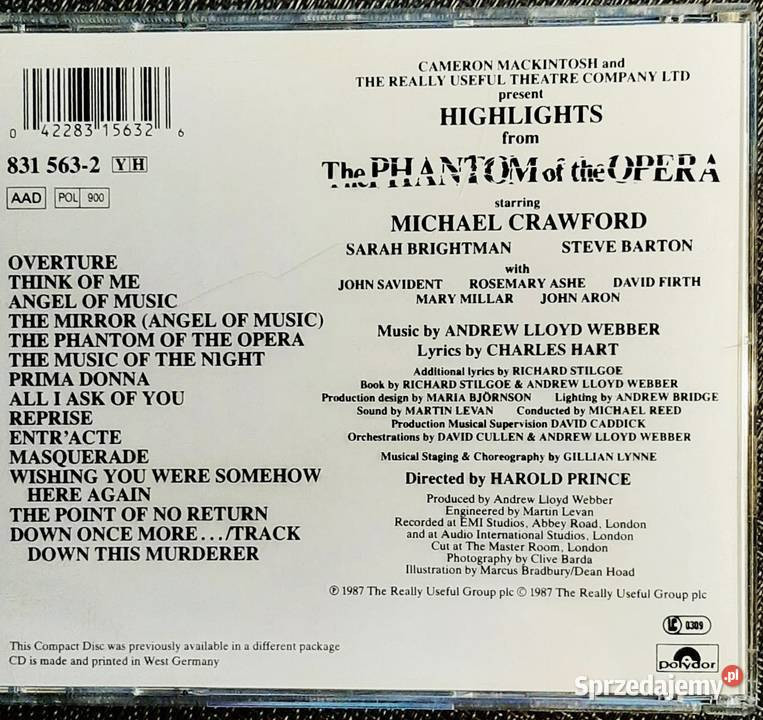 0 42283 15632 6
831 563-2 Y H
AAD POL 900
OVERTURE
THINK OF ME
ANGEL OF MUSIC
THE MIRROR (ANGEL OF MUSIC)
THE PHANTOM OF THE OPERA
THE MUSIC OF THE NIGHT
PRIMA DONNA
ALL I ASK OF YOU
REPRISE
ENTR'ACTE
MASQUERADE
WISHING YOU WERE SOMEHOW
HERE AGAIN
THE POINT OF NO RETURN
DOWN ONCE MORE.../TRACK
DOWN THIS MURDERER
CAMERON MACKINTOSH and
THE REALLY USEFUL THEATRE COMPANY LTD
present
HIGHLIGHTS
from
The PHANTOM of the OPERA
starring
MICHAEL CRAWFORD
SARAH BRIGHTMAN STEVE BARTON
with
JOHN SAVIDENT ROSEMARY ASHE DAVID FIRTH
MARY MILLAR JOHN ARON
Music by ANDREW LLOYD WEBBER
Lyrics by CHARLES HART
Additional lyrics by RICHARD STILGOE
Book by RICHARD STILGOE & ANDREW LLOYD WEBBER
Production design by MARIA BJÖRNSON Lighting by ANDREW BRIDGE
Sound by MARTIN LEVAN Conducted by MICHAEL REED
Production Musical Supervision DAVID CADDICK
Orchestrations by DAVID CULLEN & ANDREW LLOYD WEBBER
Musical Staging & Choreography by GILLIAN LYNNE
Directed by HAROLD PRINCE
Produced by Andrew Lloyd Webber
Engineered by Martin Levan
Recorded at EMI Studios, Abbey Road, London
and at Audio International Studios, London
Cut at The Master Room, London
Photography by Clive Barda
Illustration by Marcus Bradbury/Dean Hoad
℗ 1987 The Really Useful Group plc © 1987 The Really Useful Group plc
LC 0309
This Compact Disc was previously available in a different package
CD is made and printed in West Germany
polydor
Sprzedajemy.pl